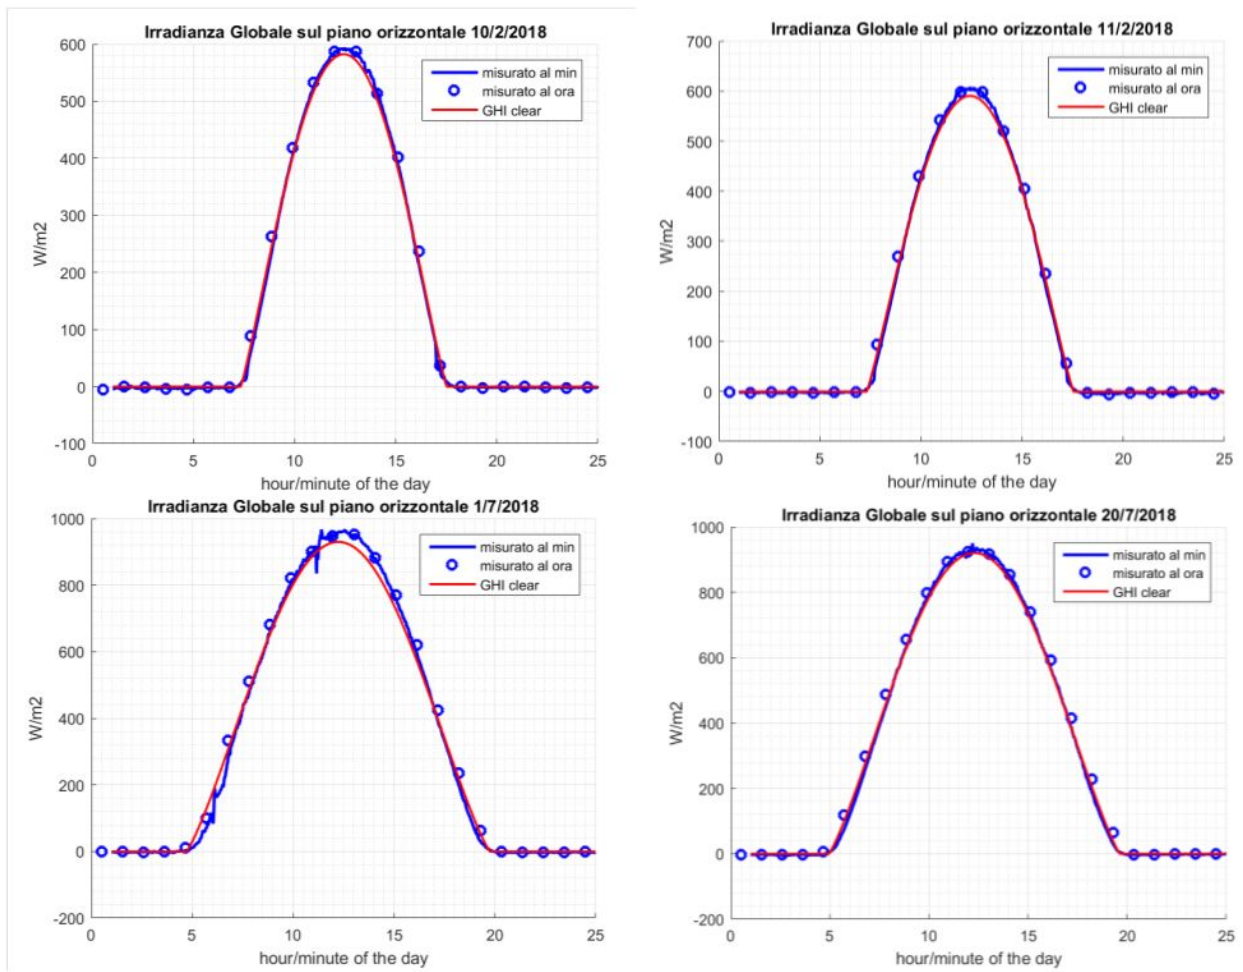 Irradianza Globale sul piano orizzontale 10/2/2018
600
500
400
300
200
100
0
-100
W/m2
misurato al min
misurato al ora
GHI clear
0 5 10 15 20 25
hour/minute of the day
Irradianza Globale sul piano orizzontale 11/2/2018
700
600
500
400
300
200
100
0
-100
W/m2
misurato al min
misurato al ora
GHI clear
0 5 10 15 20 25
hour/minute of the day
Irradianza Globale sul piano orizzontale 1/7/2018
1000
800
600
400
200
0
-200
W/m2
misurato al min
misurato al ora
GHI clear
0 5 10 15 20 25
hour/minute of the day
Irradianza Globale sul piano orizzontale 20/7/2018
1000
800
600
400
200
0
-200
W/m2
misurato al min
misurato al ora
GHI clear
0 5 10 15 20 25
hour/minute of the day